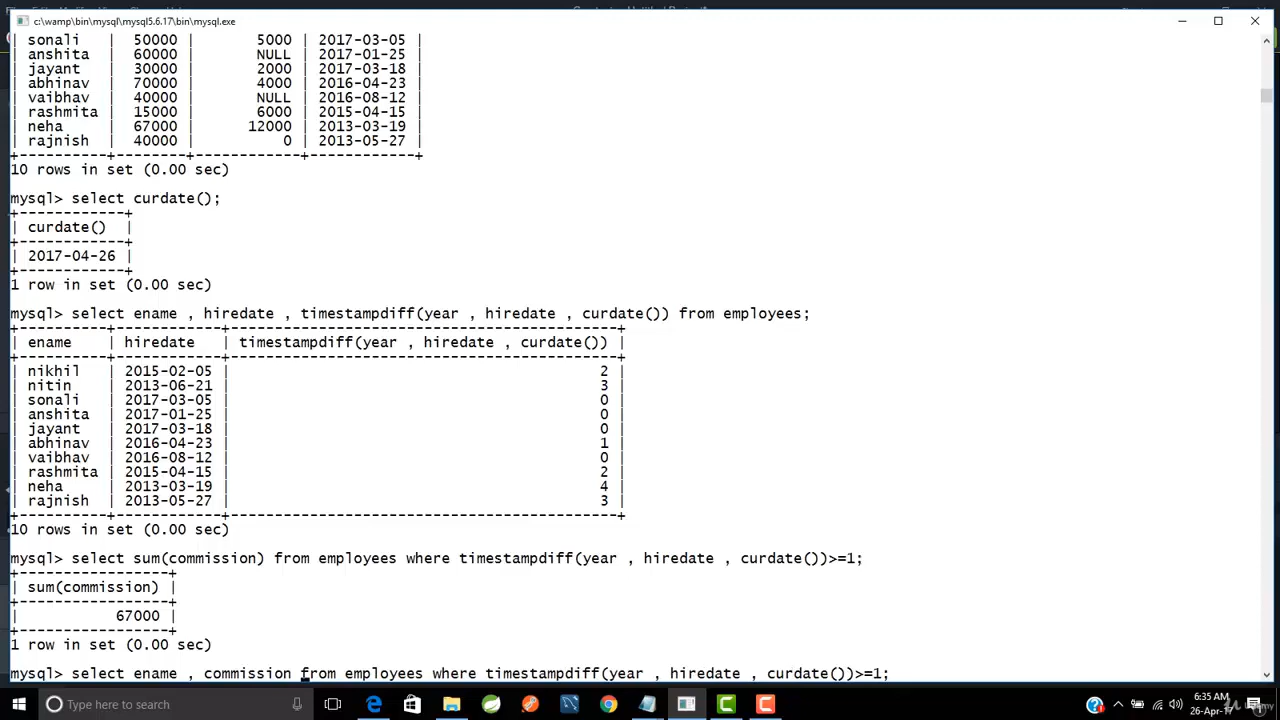 c:\wamp\bin\mysql\mysql5.6.17\bin\mysql.exe
| sonali   | 50000 |       5000 | 2017-03-05 |
| anshita  | 60000 |       NULL | 2017-01-25 |
| jayant   | 30000 |       2000 | 2017-03-18 |
| abhinav  | 70000 |       4000 | 2016-04-23 |
| vaibhav  | 40000 |       NULL | 2016-08-12 |
| rashmita | 15000 |       6000 | 2015-04-15 |
| neha     | 67000 |      12000 | 2013-03-19 |
| rajnish  | 40000 |          0 | 2013-05-27 |
+----------+--------+------------+------------+
10 rows in set (0.00 sec)
mysql> select curdate();
+------------+
| curdate()  |
+------------+
| 2017-04-26 |
+------------+
1 row in set (0.00 sec)
mysql> select ename , hiredate , timestampdiff(year , hiredate , curdate()) from employees;
+----------+------------+--------------------------------------------+
| ename    | hiredate   | timestampdiff(year , hiredate , curdate()) |
+----------+------------+--------------------------------------------+
| nikhil   | 2015-02-05 |                                          2 |
| nitin    | 2013-06-21 |                                          3 |
| sonali   | 2017-03-05 |                                          0 |
| anshita  | 2017-01-25 |                                          0 |
| jayant   | 2017-03-18 |                                          0 |
| abhinav  | 2016-04-23 |                                          1 |
| vaibhav  | 2016-08-12 |                                          0 |
| rashmita | 2015-04-15 |                                          2 |
| neha     | 2013-03-19 |                                          4 |
| rajnish  | 2013-05-27 |                                          3 |
+----------+------------+--------------------------------------------+
10 rows in set (0.00 sec)
mysql> select sum(commission) from employees where timestampdiff(year , hiredate , curdate())>=1;
+-----------------+
| sum(commission) |
+-----------------+
|           67000 |
+-----------------+
1 row in set (0.00 sec)
mysql> select ename , commission from employees where timestampdiff(year , hiredate , curdate())>=1;
Type here to search
6:35 AM
26-Apr-17